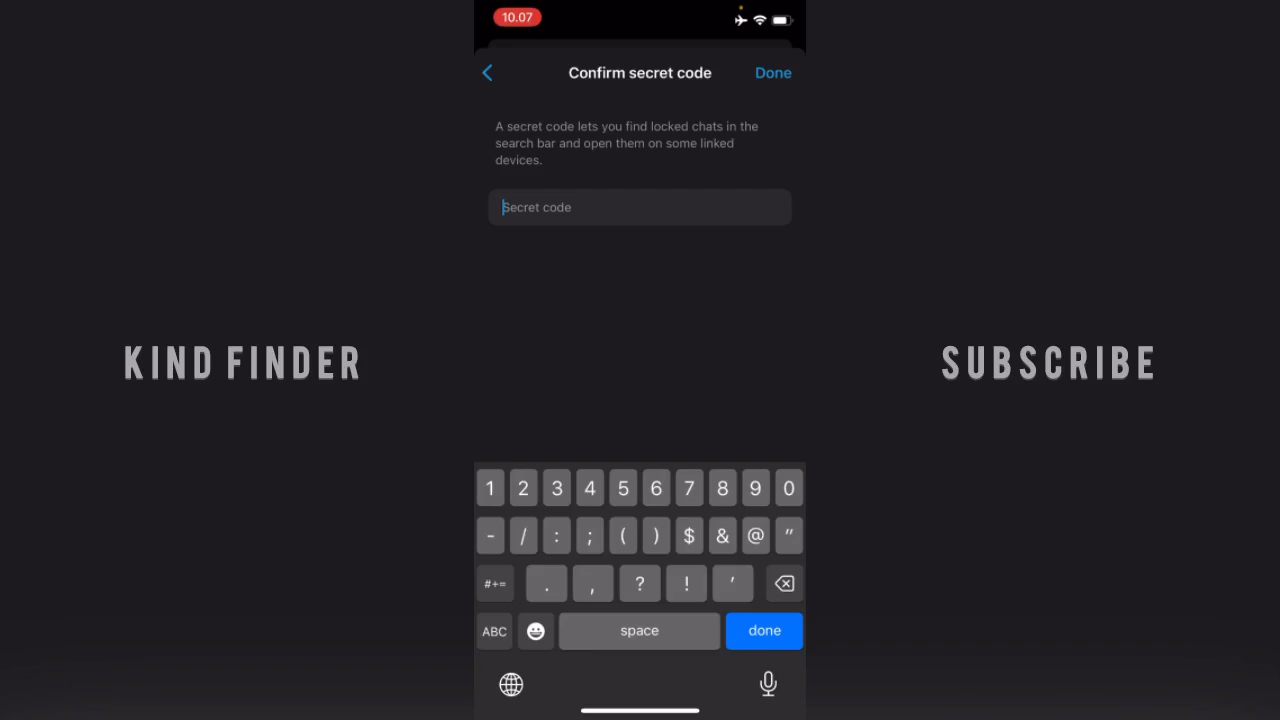 10.07
Confirm secret code
Done
A secret code lets you find locked chats in the
search bar and open them on some linked
devices.
Secret code
KIND FINDER
SUBSCRIBE
1 2 3 4 5 6 7 8 9 0
- / : ; ( ) $ & @ "
#+= . , ? ! '
ABC space done